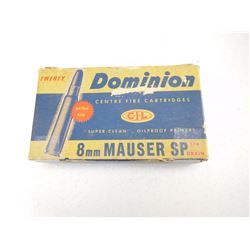 TWENTY
Dominion
CENTRE FIRE CARTRIDGES
C-I-L
SUPER-CLEAN OILPROOF PRIMERS
8mm MAUSER SP
GRAIN